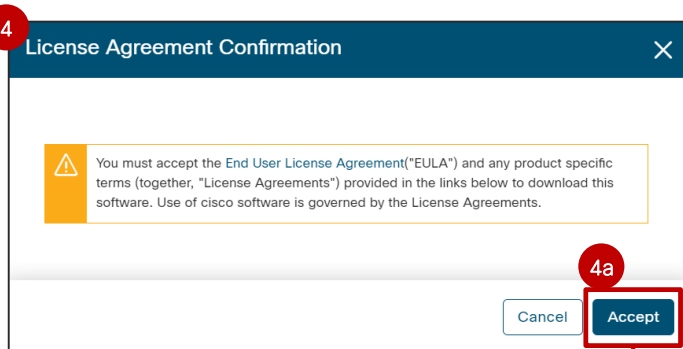 4
License Agreement Confirmation
You must accept the End User License Agreement("EULA") and any product specific
terms (together, "License Agreements") provided in the links below to download this
software. Use of cisco software is governed by the License Agreements.
4a
Cancel
Accept